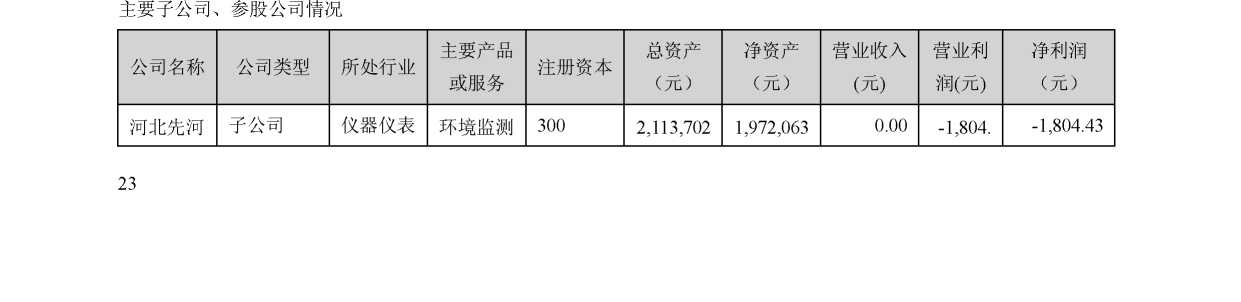 主要子公司、参股公司情况
公司名称 公司类型 所处行业 主要产品或服务 注册资本 总资产（元） 净资产（元） 营业收入(元) 营业利润(元) 净利润（元）
河北先河 子公司 仪器仪表 环境监测 300 2,113,702 1,972,063 0.00 -1,804. -1,804.43
23